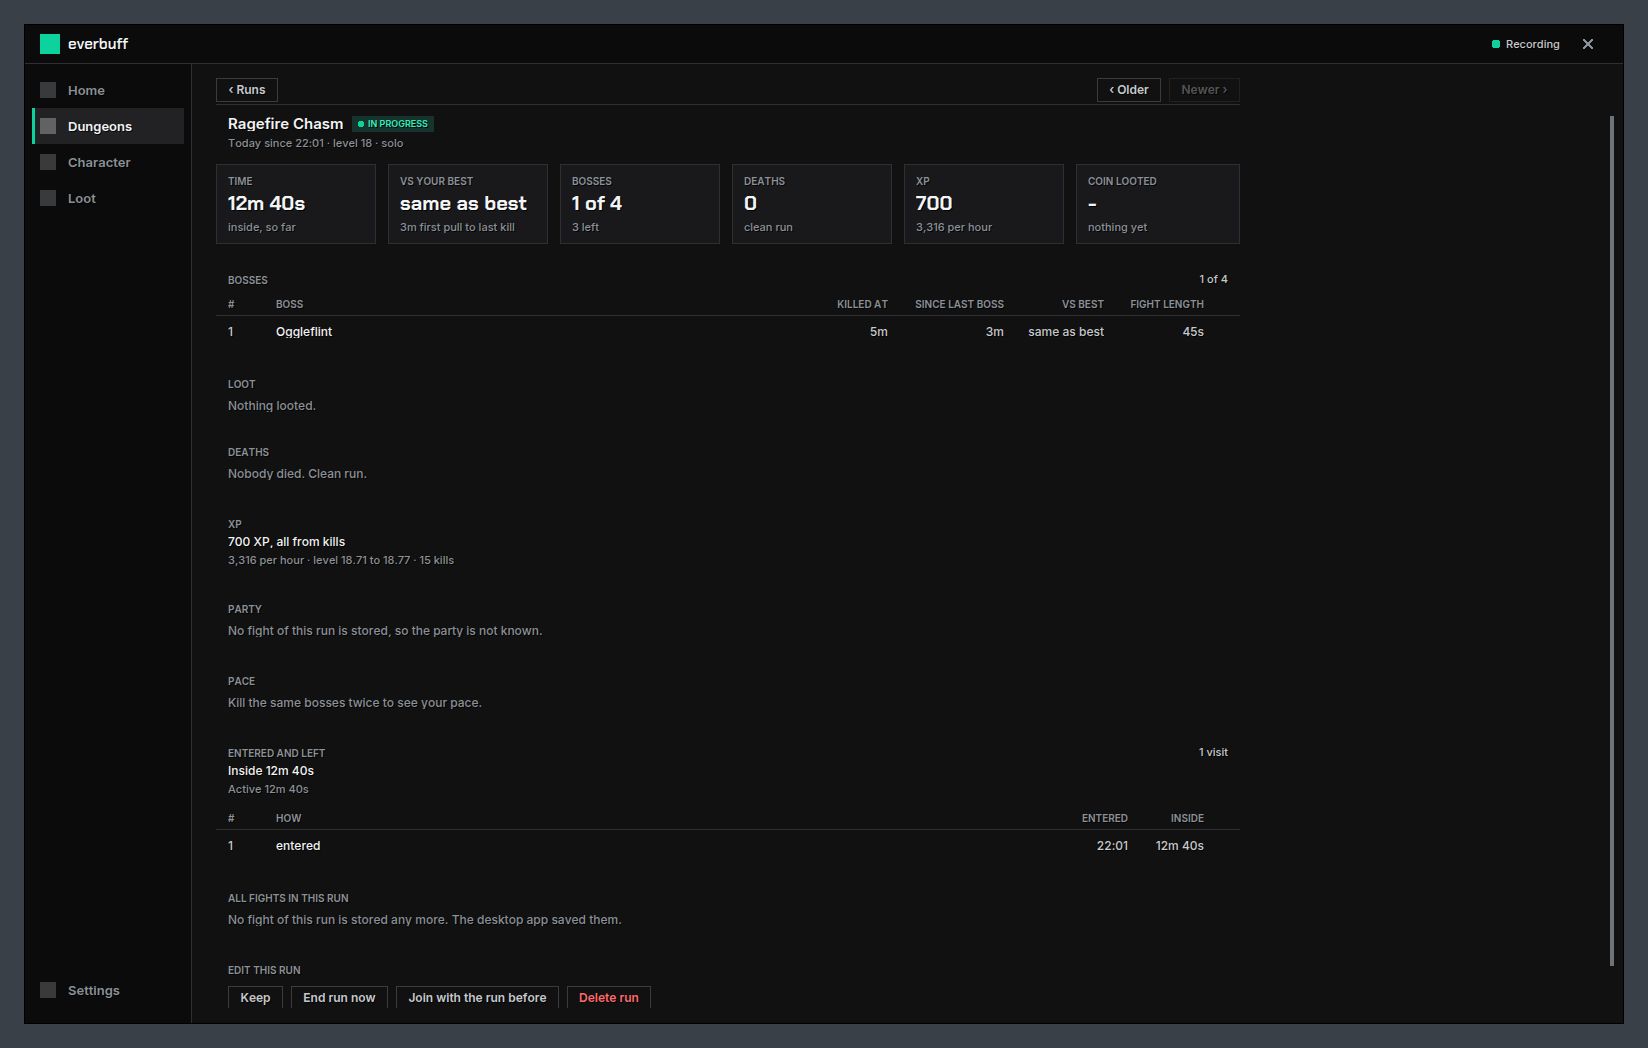 everbuff
Recording
Home
Dungeons
Character
Loot
Settings
‹ Runs
‹ Older
Newer ›
Ragefire Chasm
IN PROGRESS
Today since 22:01 · level 18 · solo
TIME
12m 40s
inside, so far
VS YOUR BEST
same as best
3m first pull to last kill
BOSSES
1 of 4
3 left
DEATHS
0
clean run
XP
700
3,316 per hour
COIN LOOTED
-
nothing yet
BOSSES 1 of 4
# BOSS KILLED AT SINCE LAST BOSS VS BEST FIGHT LENGTH
1 Oggleflint 5m 3m same as best 45s
LOOT
Nothing looted.
DEATHS
Nobody died. Clean run.
XP
700 XP, all from kills
3,316 per hour · level 18.71 to 18.77 · 15 kills
PARTY
No fight of this run is stored, so the party is not known.
PACE
Kill the same bosses twice to see your pace.
ENTERED AND LEFT 1 visit
Inside 12m 40s
Active 12m 40s
# HOW ENTERED INSIDE
1 entered 22:01 12m 40s
ALL FIGHTS IN THIS RUN
No fight of this run is stored any more. The desktop app saved them.
EDIT THIS RUN
Keep End run now Join with the run before Delete run